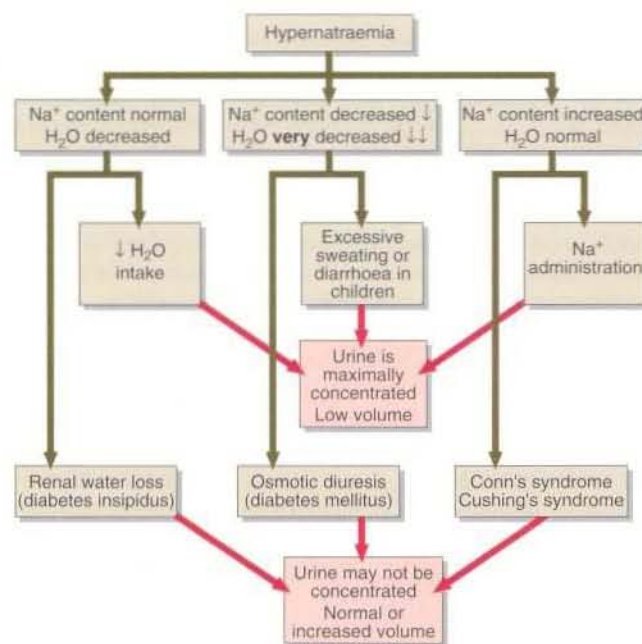 Hypernatraemia
Na⁺ content normal
H₂O decreased
Na⁺ content decreased ↓
H₂O very decreased ↓↓
Na⁺ content increased
H₂O normal
↓ H₂O
intake
Excessive
sweating or
diarrhoea in
children
Na⁺
administration
Urine is
maximally
concentrated
Low volume
Renal water loss
(diabetes insipidus)
Osmotic diuresis
(diabetes mellitus)
Conn's syndrome
Cushing's syndrome
Urine may not be
concentrated
Normal or
increased volume